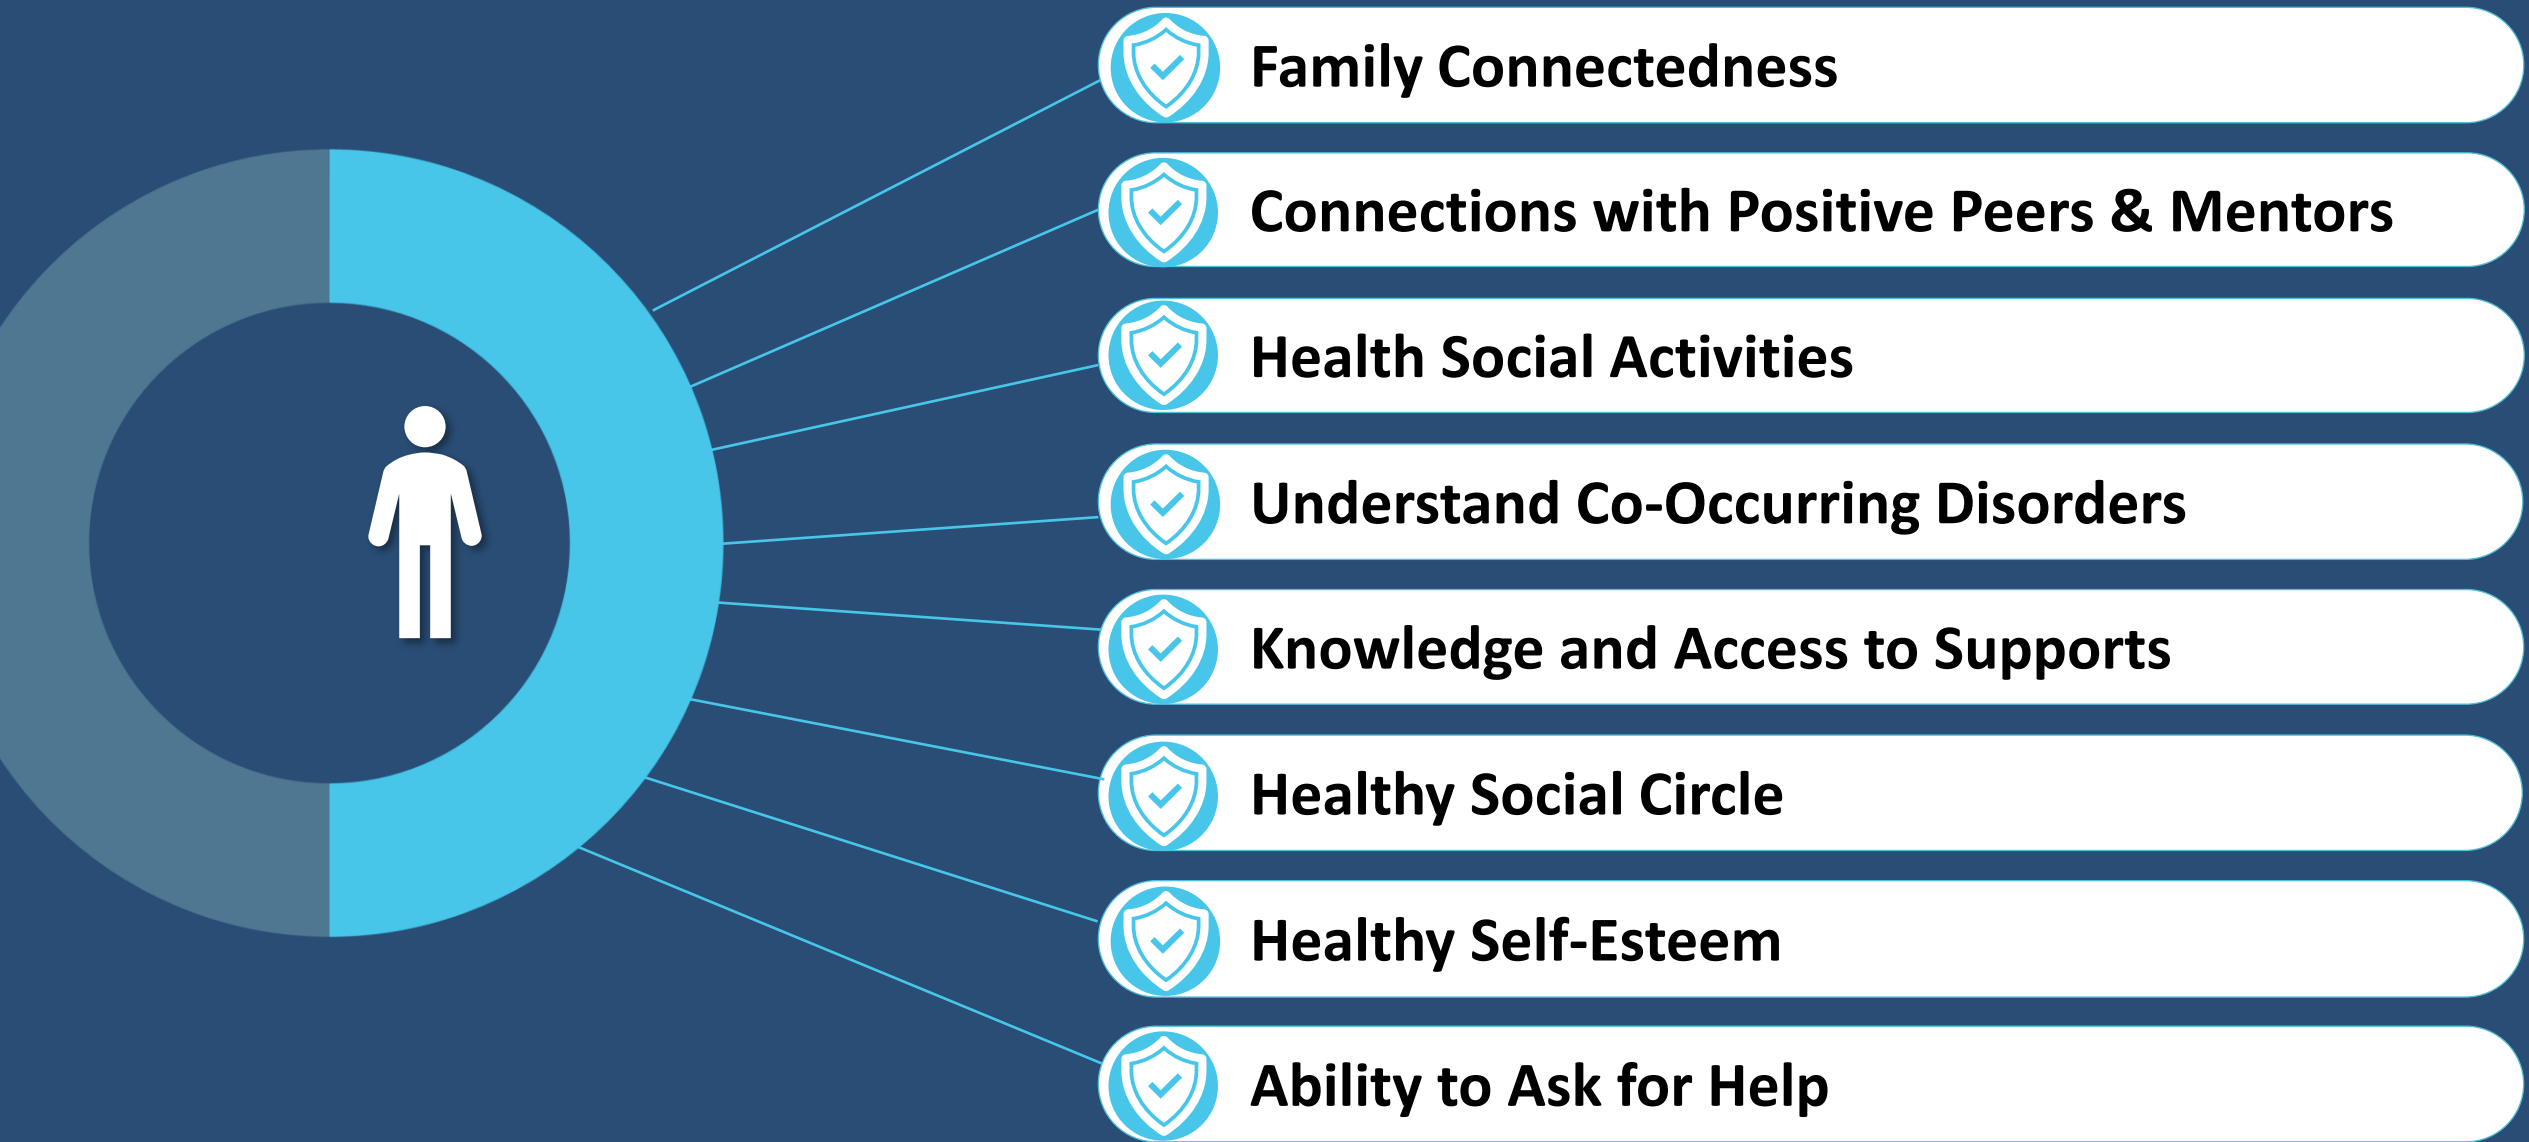 Family Connectedness
Connections with Positive Peers & Mentors
Health Social Activities
Understand Co-Occurring Disorders
Knowledge and Access to Supports
Healthy Social Circle
Healthy Self-Esteem
Ability to Ask for Help